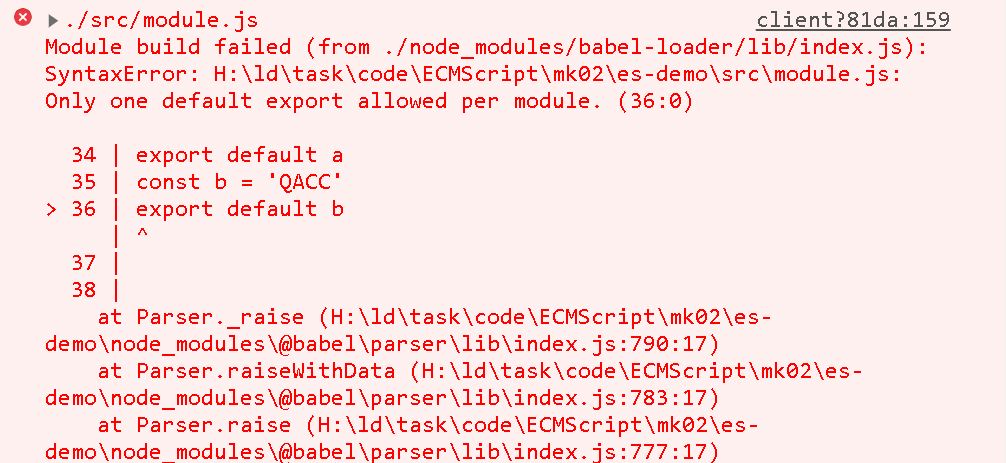 ./src/module.js client?81da:159
Module build failed (from ./node_modules/babel-loader/lib/index.js):
SyntaxError: H:\ld\task\code\ECMScript\mk02\es-demo\src\module.js:
Only one default export allowed per module. (36:0)
34 | export default a
35 | const b = 'QACC'
> 36 | export default b
| ^
37 |
38 |
at Parser._raise (H:\ld\task\code\ECMScript\mk02\es-
demo\node_modules\@babel\parser\lib\index.js:790:17)
at Parser.raiseWithData (H:\ld\task\code\ECMScript\mk02\es-
demo\node_modules\@babel\parser\lib\index.js:783:17)
at Parser.raise (H:\ld\task\code\ECMScript\mk02\es-
demo\node_modules\@babel\parser\lib\index.js:777:17)